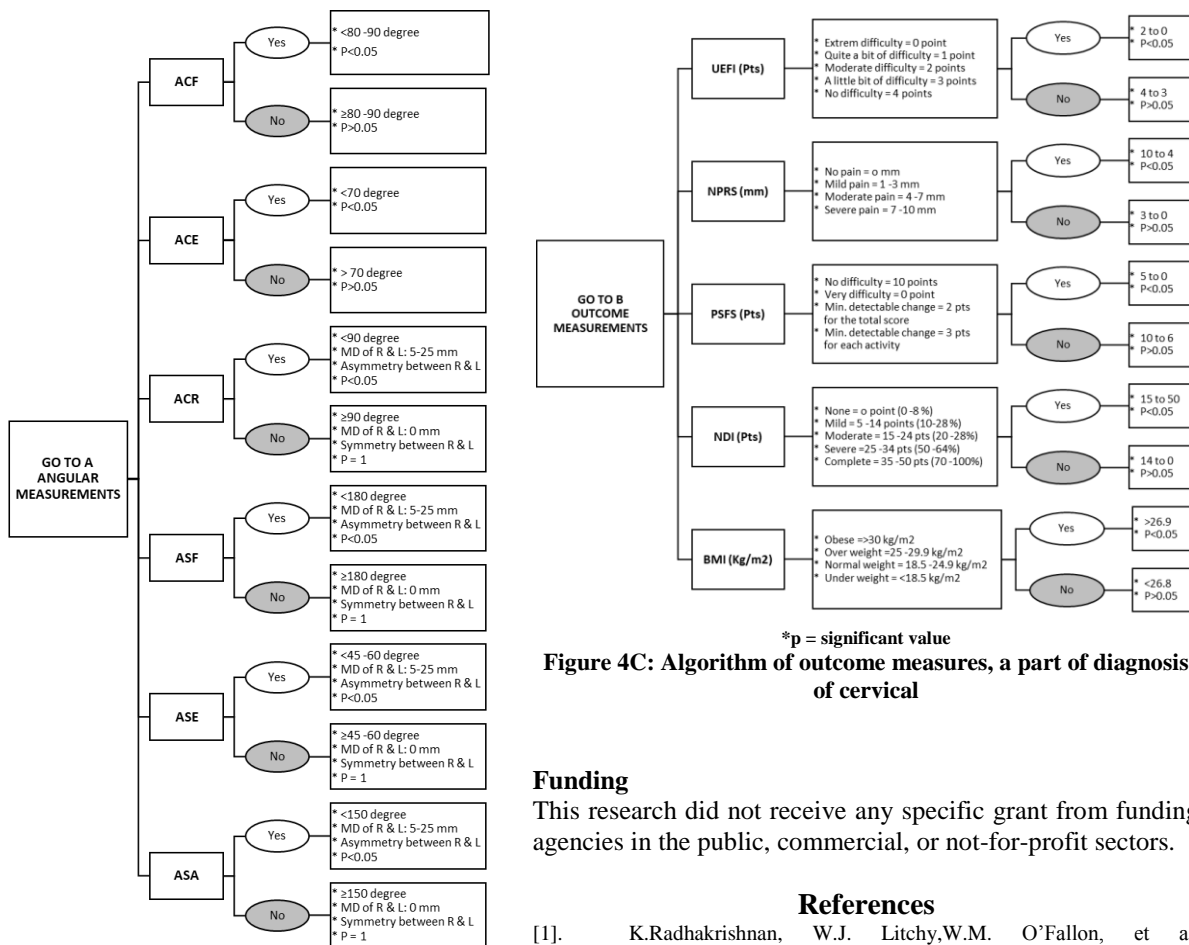 GO TO A
ANGULAR
MEASUREMENTS
ACF
Yes
* <80 -90 degree
* P<0.05
No
* ≥80 -90 degree
* P>0.05
ACE
Yes
* <70 degree
* P<0.05
No
* > 70 degree
* P>0.05
ACR
Yes
* <90 degree
* MD of R & L: 5-25 mm
* Asymmetry between R & L
* P<0.05
No
* ≥90 degree
* MD of R & L: 0 mm
* Symmetry between R & L
* P = 1
ASF
Yes
* <180 degree
* MD of R & L: 5-25 mm
* Asymmetry between R & L
* P<0.05
No
* ≥180 degree
* MD of R & L: 0 mm
* Symmetry between R & L
* P = 1
ASE
Yes
* <45 -60 degree
* MD of R & L: 5-25 mm
* Asymmetry between R & L
* P<0.05
No
* ≥45 -60 degree
* MD of R & L: 0 mm
* Symmetry between R & L
* P = 1
ASA
Yes
* <150 degree
* MD of R & L: 5-25 mm
* Asymmetry between R & L
* P<0.05
No
* ≥150 degree
* MD of R & L: 0 mm
* Symmetry between R & L
* P = 1
GO TO B
OUTCOME
MEASUREMENTS
UEFI (Pts)
* Extrem difficulty = 0 point
* Quite a bit of difficulty = 1 point
* Moderate difficulty = 2 points
* A little bit of difficulty = 3 points
* No difficulty = 4 points
Yes
* 2 to 0
* P<0.05
No
* 4 to 3
* P>0.05
NPRS (mm)
* No pain = o mm
* Mild pain = 1 -3 mm
* Moderate pain = 4 -7 mm
* Severe pain = 7 -10 mm
Yes
* 10 to 4
* P<0.05
No
* 3 to 0
* P>0.05
PSFS (Pts)
* No difficulty = 10 points
* Very difficulty = 0 point
* Min. detectable change = 2 pts
for the total score
* Min. detectable change = 3 pts
for each activity
Yes
* 5 to 0
* P<0.05
No
* 10 to 6
* P>0.05
NDI (Pts)
* None = o point (0 -8 %)
* Mild = 5 -14 points (10-28%)
* Moderate = 15 -24 pts (20 -28%)
* Severe =25 -34 pts (50 -64%)
* Complete = 35 -50 pts (70 -100%)
Yes
* 15 to 50
* P<0.05
No
* 14 to 0
* P>0.05
BMI (Kg/m2)
* Obese =>30 kg/m2
* Over weight =25 -29.9 kg/m2
* Normal weight = 18.5 -24.9 kg/m2
* Under weight = <18.5 kg/m2
Yes
* >26.9
* P<0.05
No
* <26.8
* P>0.05
*p = significant value
Figure 4C: Algorithm of outcome measures, a part of diagnosis
of cervical
Funding
This research did not receive any specific grant from funding
agencies in the public, commercial, or not-for-profit sectors.
References
[1]. K.Radhakrishnan, W.J. Litchy,W.M. O'Fallon, et a